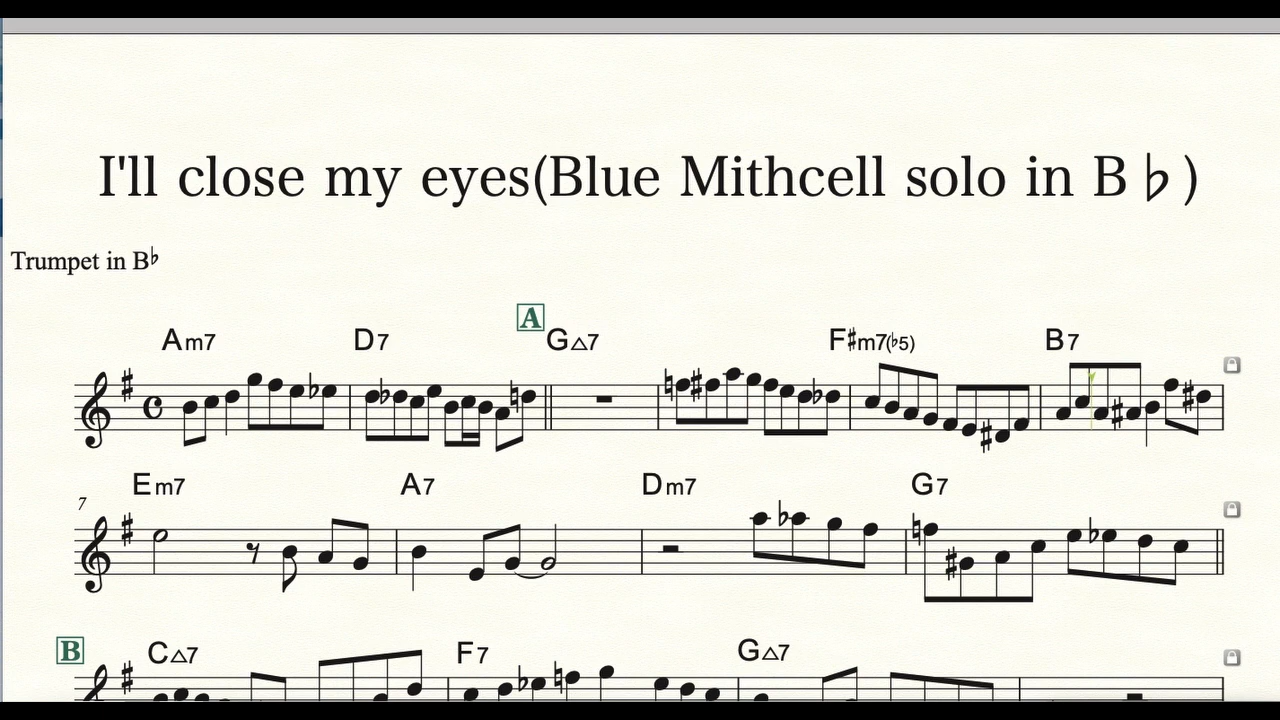 I'll close my eyes(Blue Mithcell solo in B♭)
Trumpet in B♭
A
Am7 D7 G△7 F♯m7(♭5) B7
7
Em7 A7 Dm7 G7
B
C△7 F7 G△7